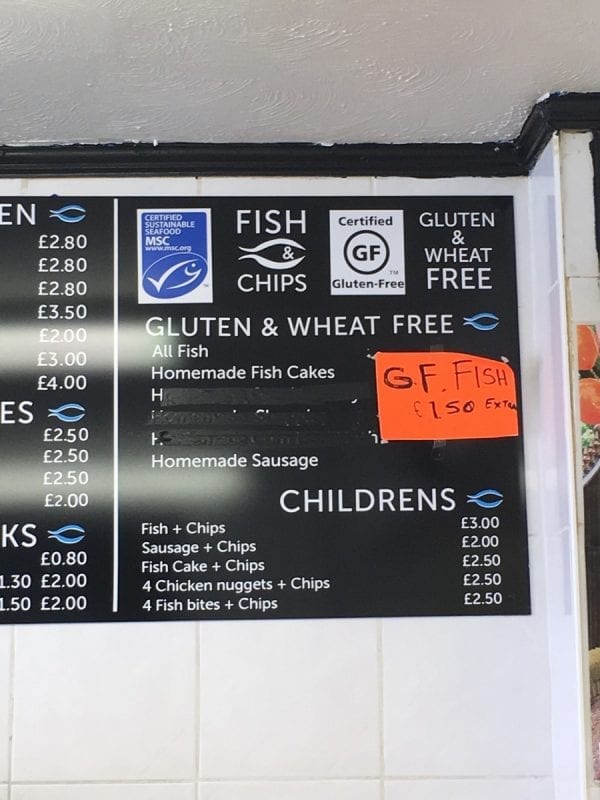 EN
£2.80
£2.80
£2.80
£3.50
£2.00
£3.00
£4.00
ES
£2.50
£2.50
£2.50
£2.00
KS
£0.80
1.30 £2.00
1.50 £2.00
CERTIFIED
SUSTAINABLE
SEAFOOD
MSC
www.msc.org
TM
FISH
&
CHIPS
Certified
GF
TM
Gluten-Free
GLUTEN
&
WHEAT
FREE
GLUTEN & WHEAT FREE
All Fish
Homemade Fish Cakes
H
H
Homemade Sausage
G.F. FISH
£1.50 Extra
CHILDRENS
Fish + Chips £3.00
Sausage + Chips £2.00
Fish Cake + Chips £2.50
4 Chicken nuggets + Chips £2.50
4 Fish bites + Chips £2.50